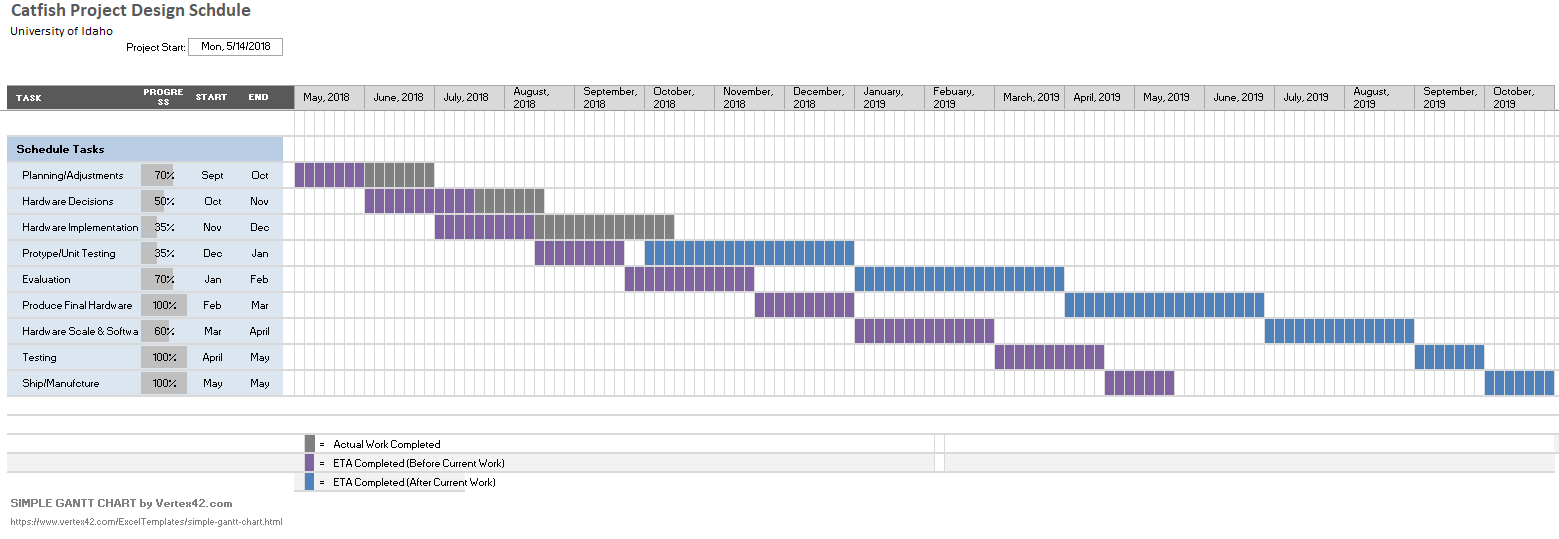 Catfish Project Design Schdule
University of Idaho
Project Start: Mon, 5/14/2018
TASK PROGRE SS START END May, 2018 June, 2018 July, 2018 August, 2018 September, 2018 October, 2018 November, 2018 December, 2018 January, 2019 Febuary, 2019 March, 2019 April, 2019 May, 2019 June, 2019 July, 2019 August, 2019 September, 2019 October, 2019
Schedule Tasks
Planning/Adjustments 70% Sept Oct
Hardware Decisions 50% Oct Nov
Hardware Implementation 35% Nov Dec
Protype/Unit Testing 35% Dec Jan
Evaluation 70% Jan Feb
Produce Final Hardware 100% Feb Mar
Hardware Scale & Softwa 60% Mar April
Testing 100% April May
Ship/Manufcture 100% May May
= Actual Work Completed
= ETA Completed (Before Current Work)
= ETA Completed (After Current Work)
SIMPLE GANTT CHART by Vertex42.com
https://www.vertex42.com/ExcelTemplates/simple-gantt-chart.html